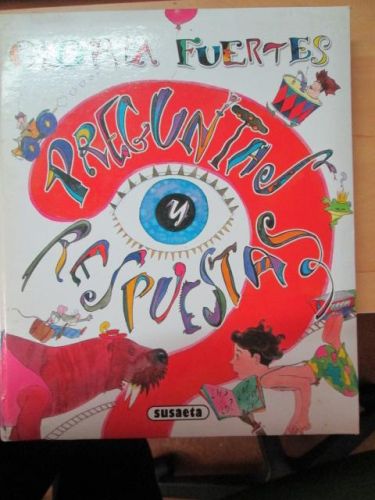 GLORIA FUERTES
PREGUNTAS
Y
RESPUESTAS
susaeta